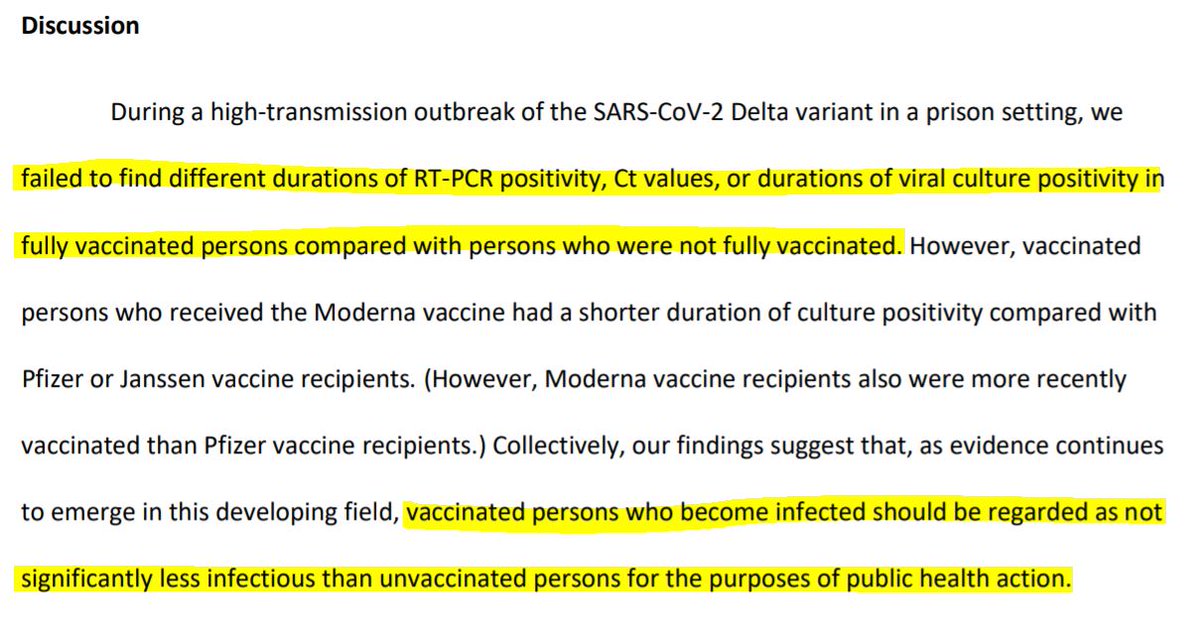 Discussion
During a high-transmission outbreak of the SARS-CoV-2 Delta variant in a prison setting, we
failed to find different durations of RT-PCR positivity, Ct values, or durations of viral culture positivity in
fully vaccinated persons compared with persons who were not fully vaccinated. However, vaccinated
persons who received the Moderna vaccine had a shorter duration of culture positivity compared with
Pfizer or Janssen vaccine recipients. (However, Moderna vaccine recipients also were more recently
vaccinated than Pfizer vaccine recipients.) Collectively, our findings suggest that, as evidence continues
to emerge in this developing field, vaccinated persons who become infected should be regarded as not
significantly less infectious than unvaccinated persons for the purposes of public health action.